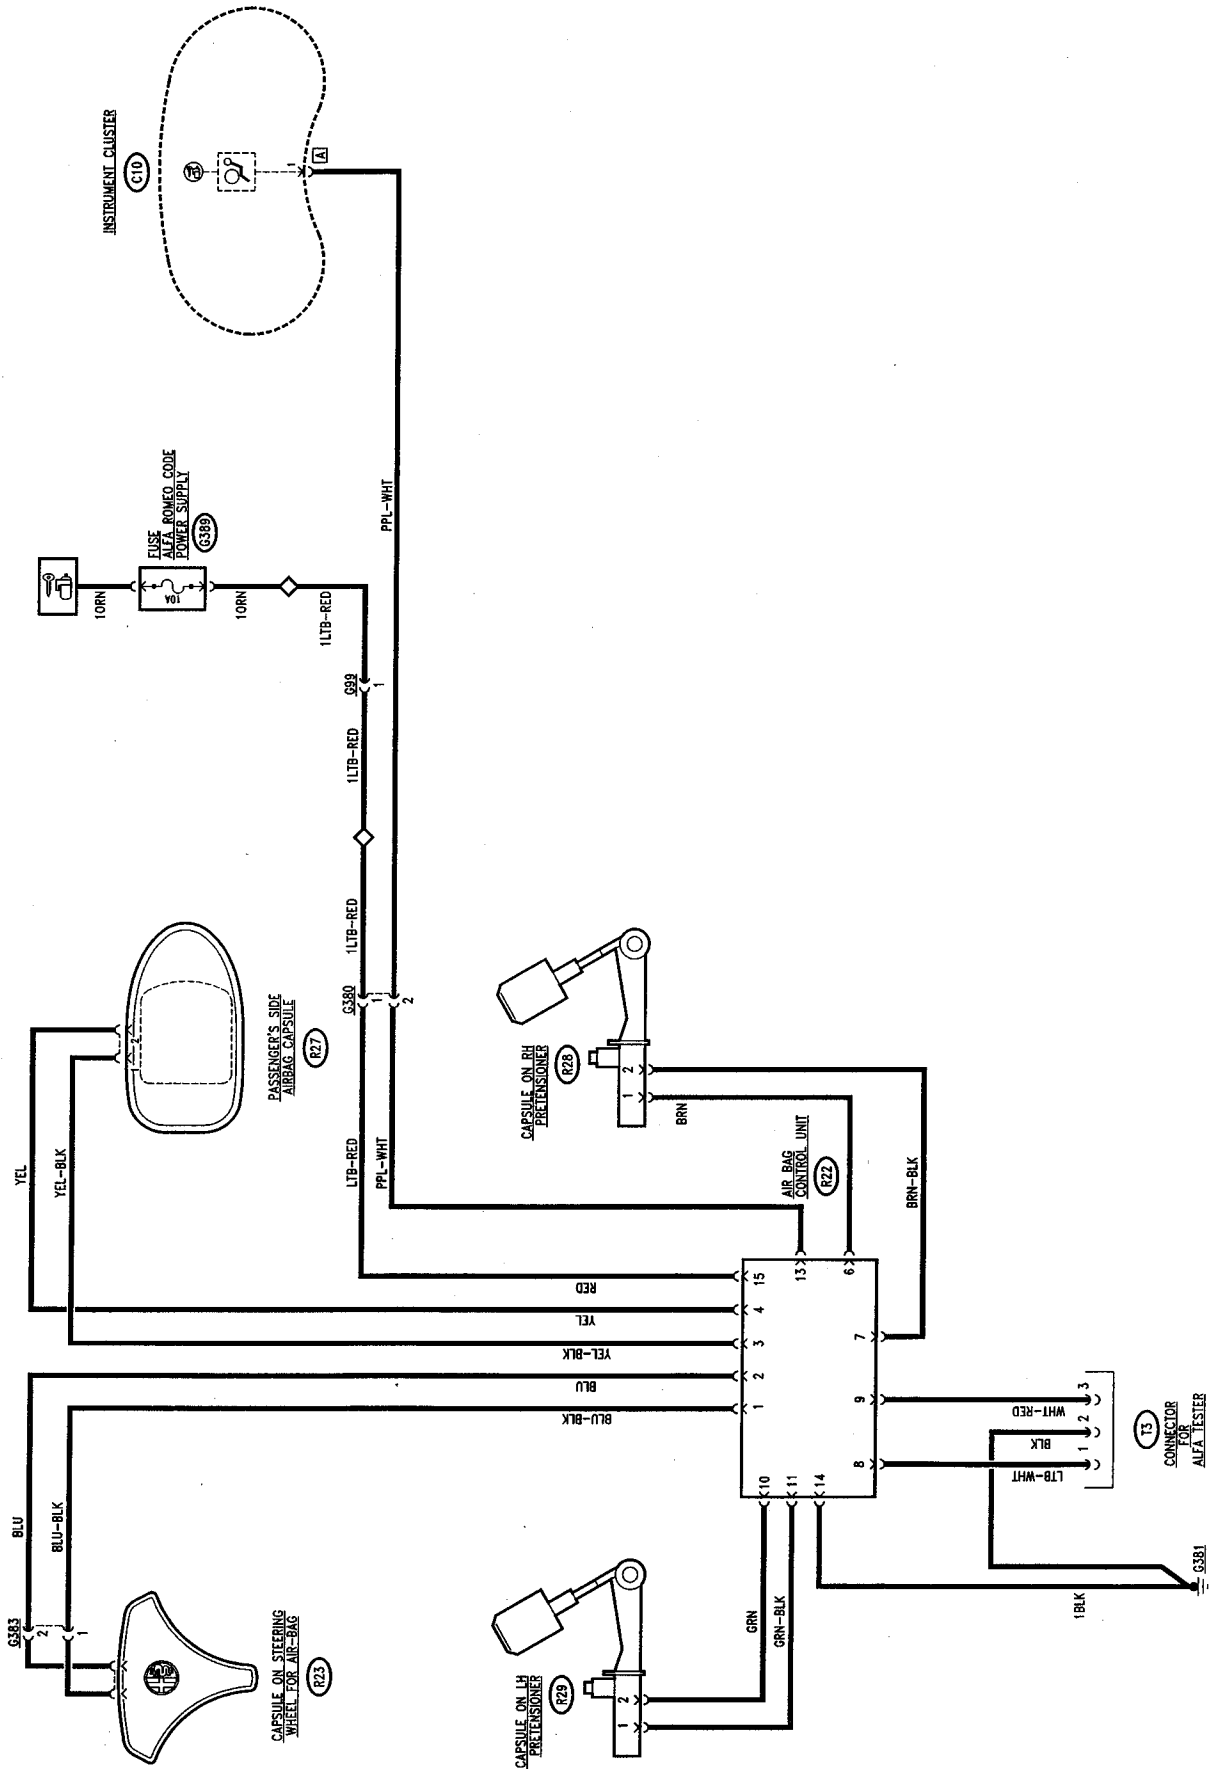 INSTRUMENT CLUSTER
C10
1
A
FUSE
ALFA ROMEO CODE
POWER SUPPLY
G389
10A
1ORN
1ORN
1LTB-RED
G99
1
1LTB-RED
1LTB-RED
G380
1
2
PPL-WHT
LTB-RED
PPL-WHT
PASSENGER'S SIDE
AIRBAG CAPSULE
R27
2
YEL
YEL-BLK
CAPSULE ON RH
PRETENSIONER
R28
1
2
BRN
BRN-BLK
AIR BAG
CONTROL UNIT
R22
RED
YEL
YEL-BLK
BLU
BLU-BLK
15
4
3
2
1
13
6
7
9
8
10
11
14
WHT-RED
BLK
LTB-WHT
3
2
1
T3
CONNECTOR
FOR
ALFA TESTER
G381
1BLK
GRN
GRN-BLK
CAPSULE ON LH
PRETENSIONER
R29
1
2
BLU
BLU-BLK
G383
2
1
CAPSULE ON STEERING
WHEEL FOR AIR-BAG
R23